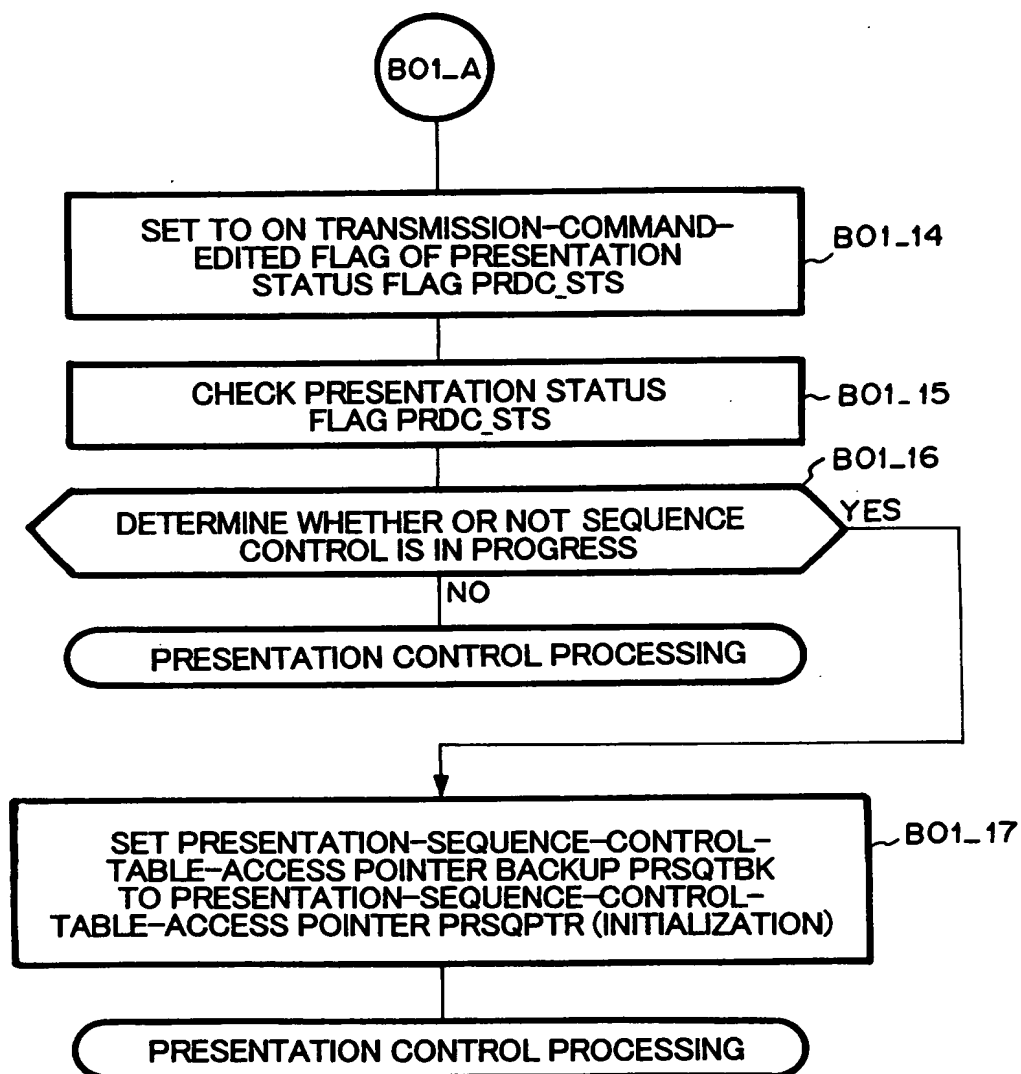 B01_A
SET TO ON TRANSMISSION-COMMAND-
EDITED FLAG OF PRESENTATION
STATUS FLAG PRDC_STS
B01_14
CHECK PRESENTATION STATUS
FLAG PRDC_STS
B01_15
B01_16
DETERMINE WHETHER OR NOT SEQUENCE
CONTROL IS IN PROGRESS
YES
NO
PRESENTATION CONTROL PROCESSING
SET PRESENTATION-SEQUENCE-CONTROL-
TABLE-ACCESS POINTER BACKUP PRSQTBK
TO PRESENTATION-SEQUENCE-CONTROL-
TABLE-ACCESS POINTER PRSQPTR (INITIALIZATION)
B01_17
PRESENTATION CONTROL PROCESSING